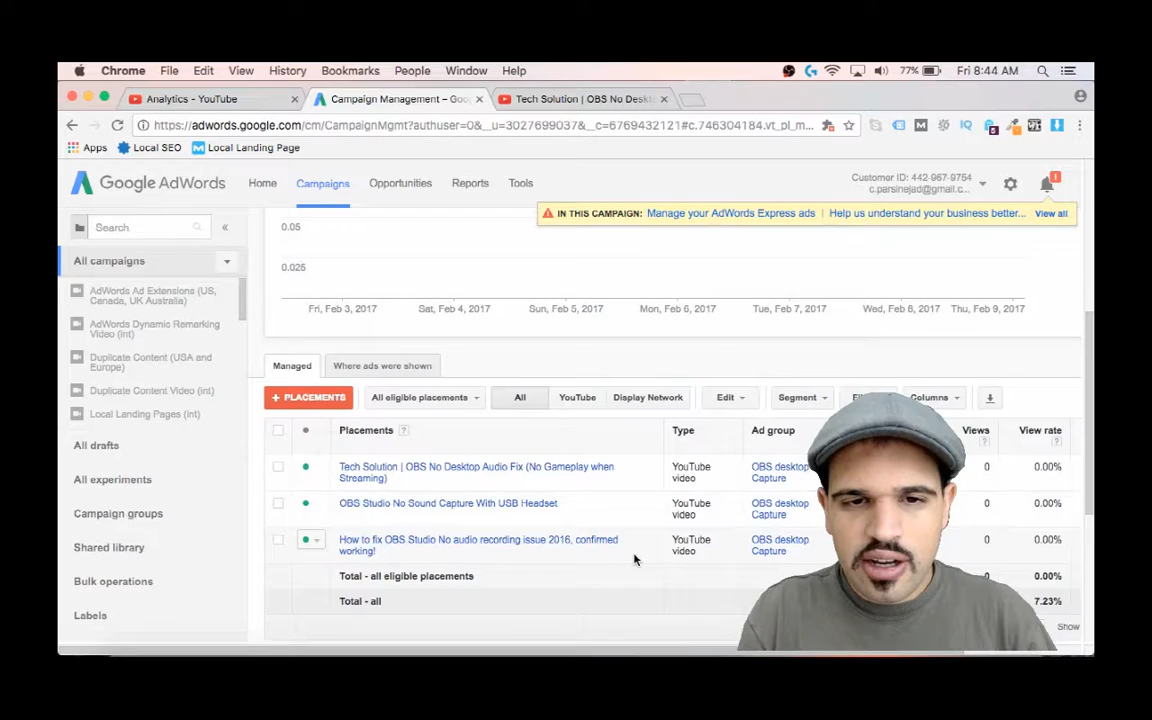 Chrome File Edit View History Bookmarks People Window Help 77% Fri 8:44 AM
Analytics - YouTube Campaign Management – Goo Tech Solution | OBS No Deskt
https://adwords.google.com/cm/CampaignMgmt?authuser=0&__u=3027699037&__c=6769432121#c.746304184.vt_pl_m...
Apps Local SEO Local Landing Page
Google AdWords Home Campaigns Opportunities Reports Tools
Customer ID: 442-967-9754
c.parsinejad@gmail.c...
IN THIS CAMPAIGN: Manage your AdWords Express ads Help us understand your business better... View all
Search
0.05
All campaigns
0.025
AdWords Ad Extensions (US,
Canada, UK Australia)
Fri, Feb 3, 2017 Sat, Feb 4, 2017 Sun, Feb 5, 2017 Mon, Feb 6, 2017 Tue, Feb 7, 2017 Wed, Feb 8, 2017 Thu, Feb 9, 2017
AdWords Dynamic Remarking
Video (int)
Duplicate Content (USA and
Europe)
Duplicate Content Video (int)
Local Landing Pages (int)
All drafts
All experiments
Campaign groups
Shared library
Bulk operations
Labels
Managed Where ads were shown
+ PLACEMENTS All eligible placements All YouTube Display Network Edit Segment Columns
Placements ? Type Ad group Views ? View rate ?
Tech Solution | OBS No Desktop Audio Fix (No Gameplay when
Streaming)
YouTube
video
OBS desktop
Capture
0 0.00%
OBS Studio No Sound Capture With USB Headset
YouTube
video
OBS desktop
Capture
0 0.00%
How to fix OBS Studio No audio recording issue 2016, confirmed
working!
YouTube
video
OBS desktop
Capture
0 0.00%
Total - all eligible placements 0 0.00%
Total - all 7.23%
Show